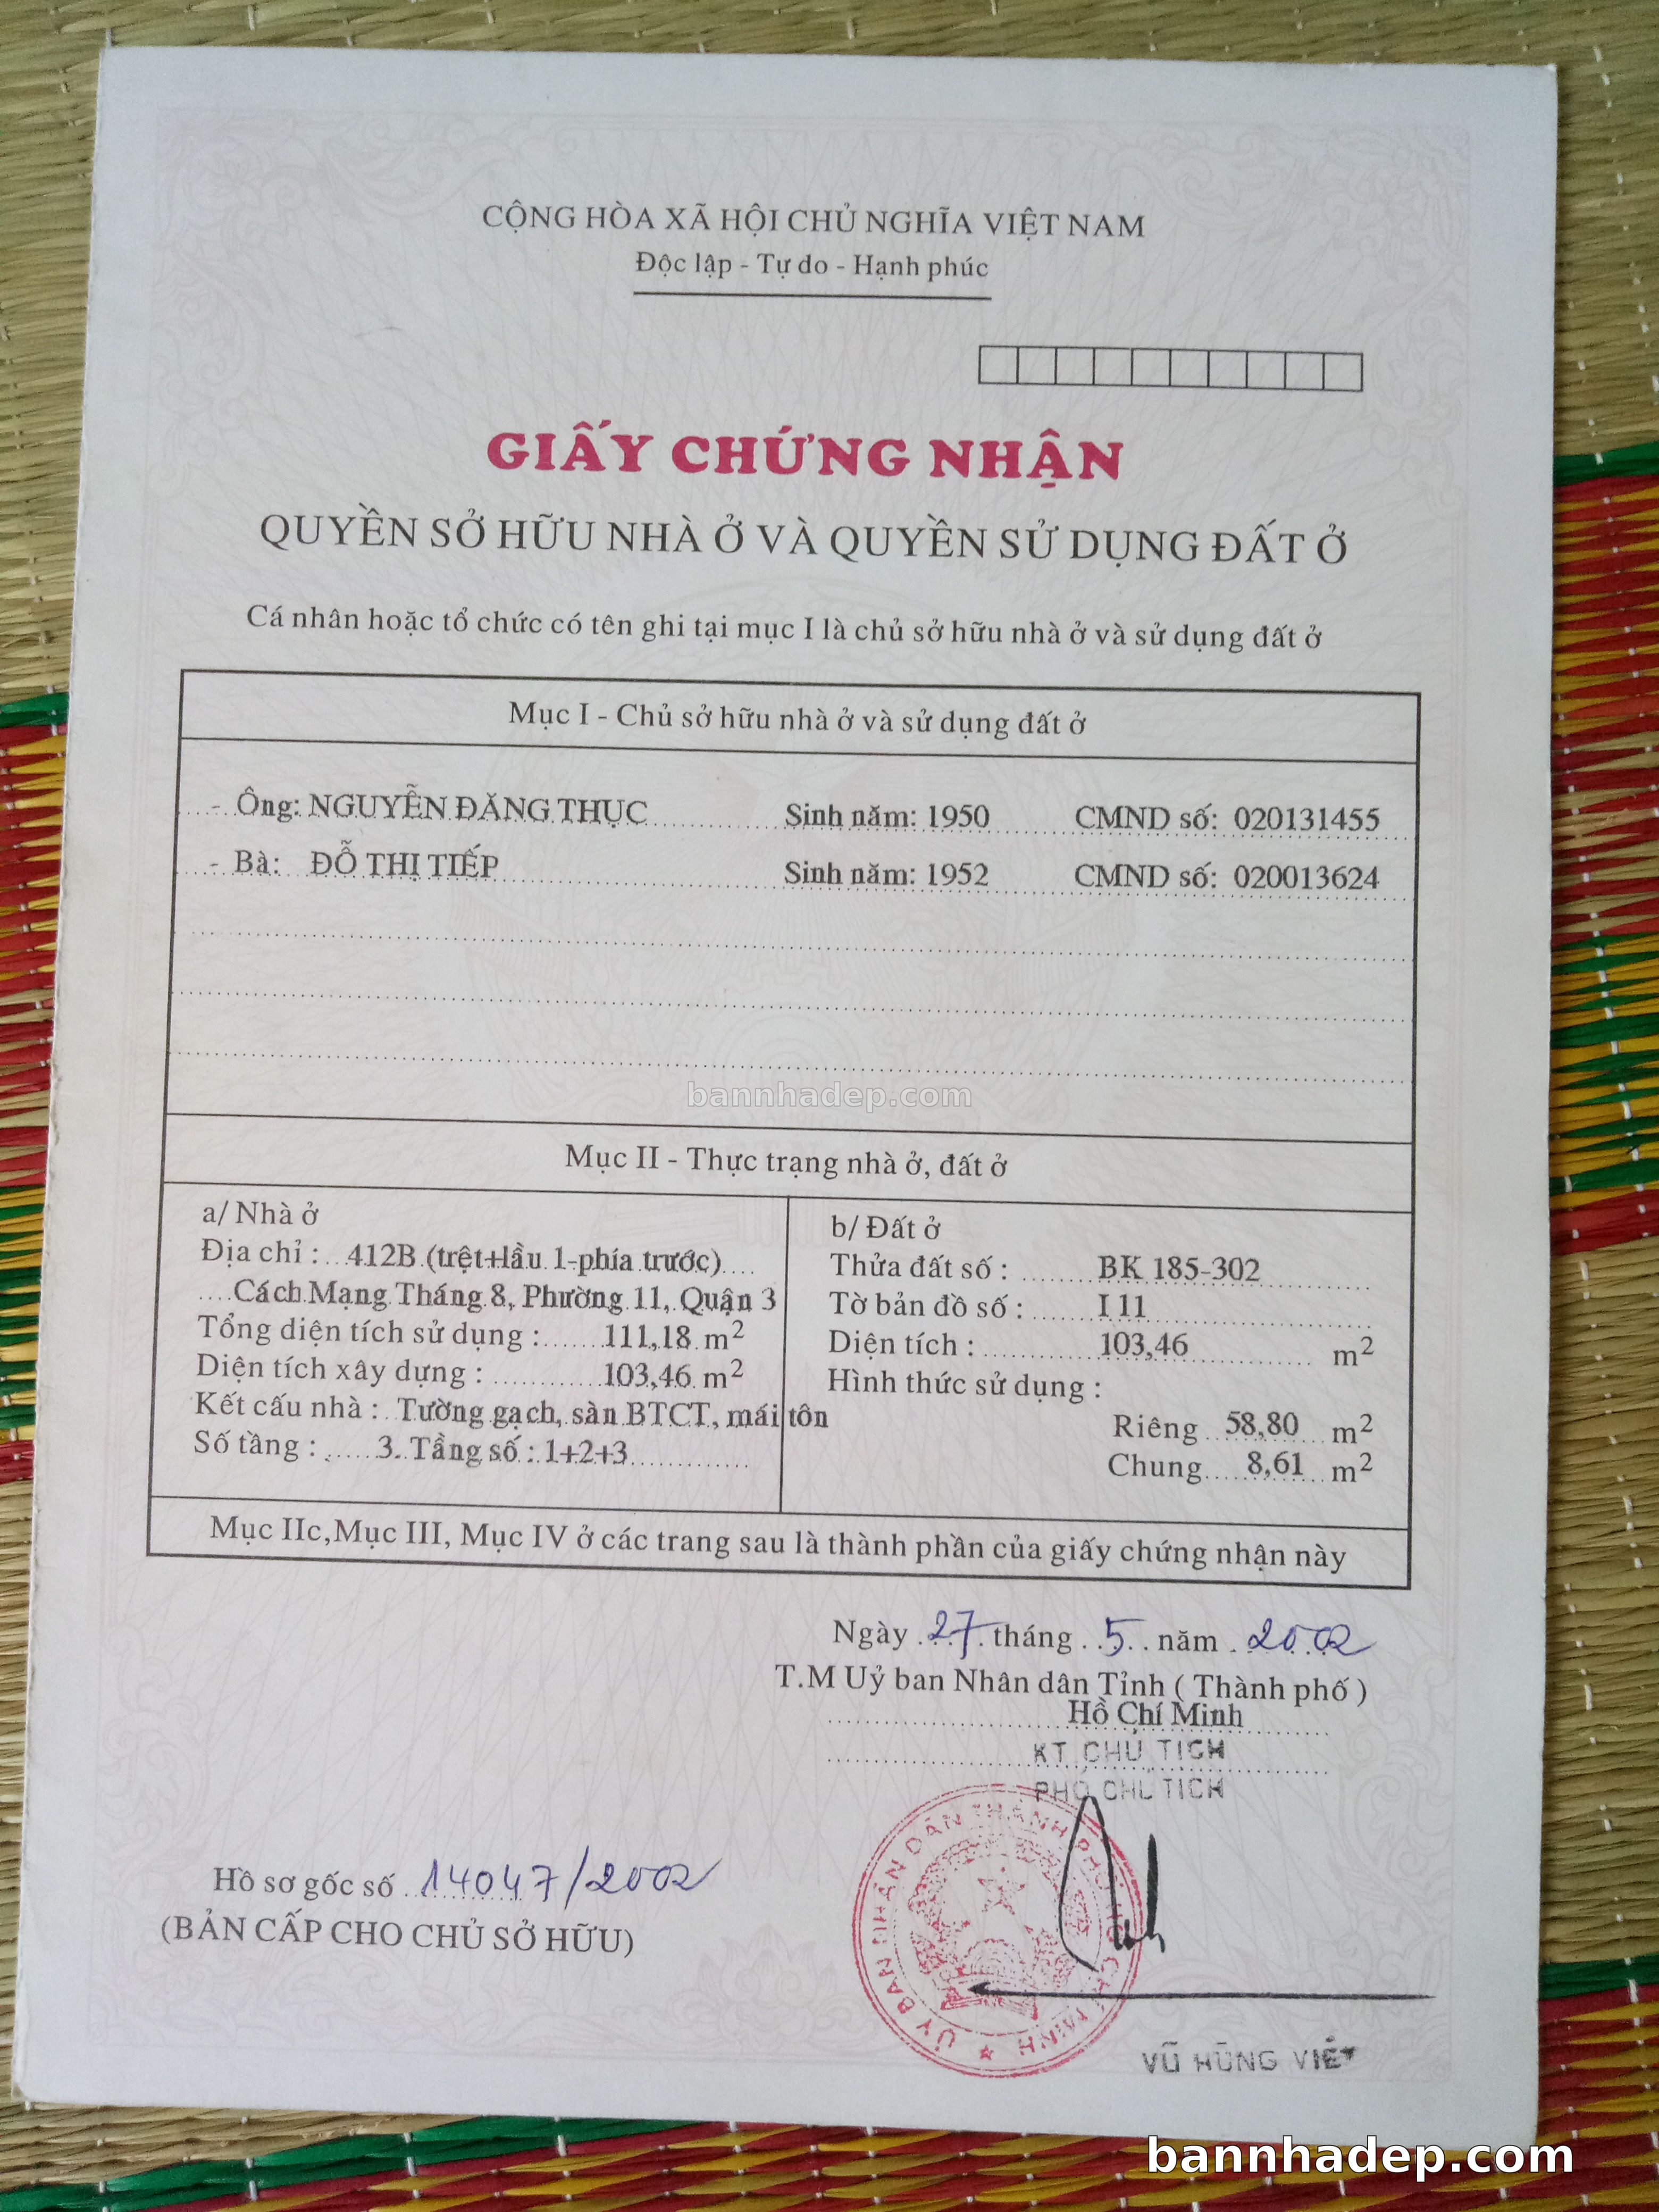 CỘNG HÒA XÃ HỘI CHỦ NGHĨA VIỆT NAM
Độc lập - Tự do - Hạnh phúc
GIẤY CHỨNG NHẬN
QUYỀN SỞ HỮU NHÀ Ở VÀ QUYỀN SỬ DỤNG ĐẤT Ở
Cá nhân hoặc tổ chức có tên ghi tại mục I là chủ sở hữu nhà ở và sử dụng đất ở
Mục I - Chủ sở hữu nhà ở và sử dụng đất ở
- Ông: NGUYỄN ĐĂNG THỤC Sinh năm: 1950 CMND số: 020131455
- Bà: ĐỖ THỊ TIẾP Sinh năm: 1952 CMND số: 020013624
bannhadep.com
Mục II - Thực trạng nhà ở, đất ở
a/ Nhà ở
Địa chỉ : 412B (trệt+lầu 1-phía trước)
Cách Mạng Tháng 8, Phường 11, Quận 3
Tổng diện tích sử dụng : 111,18 m2
Diện tích xây dựng : 103,46 m2
Kết cấu nhà : Tường gạch, sàn BTCT, mái tôn
Số tầng : 3. Tầng số : 1+2+3
b/ Đất ở
Thửa đất số : BK 185-302
Tờ bản đồ số : I 11
Diện tích : 103,46 m2
Hình thức sử dụng :
Riêng 58,80 m2
Chung 8,61 m2
Mục IIc,Mục III, Mục IV ở các trang sau là thành phần của giấy chứng nhận này
Ngày 27 tháng 5 năm 2002
T.M Uỷ ban Nhân dân Tỉnh ( Thành phố )
Hồ Chí Minh
KT CHỦ TỊCH
PHÓ CHỦ TỊCH
ỦY BAN NHÂN DÂN THÀNH PHỐ HỒ CHÍ MINH
Hồ sơ gốc số 14047/2002
(BẢN CẤP CHO CHỦ SỞ HỮU)
VŨ HÙNG VIỆT
bannhadep.com